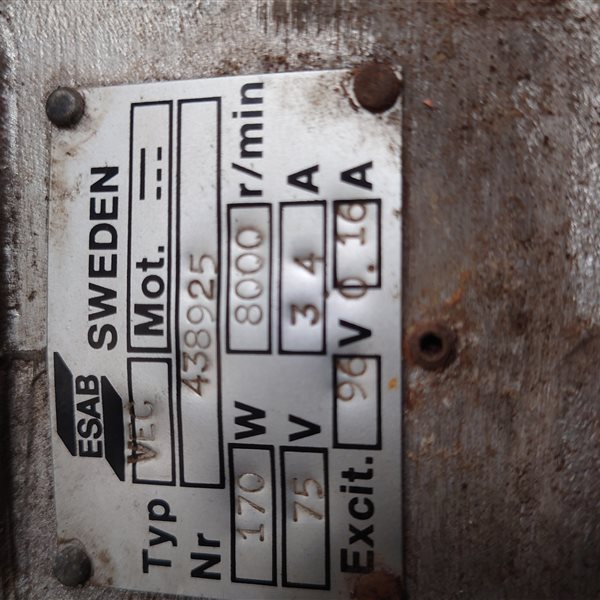 ESAB SWEDEN
Typ VEC Mot.
Nr 438925
170 W 8000 r/min
75 V 3 4 A
Excit. 96 V 0.16 A